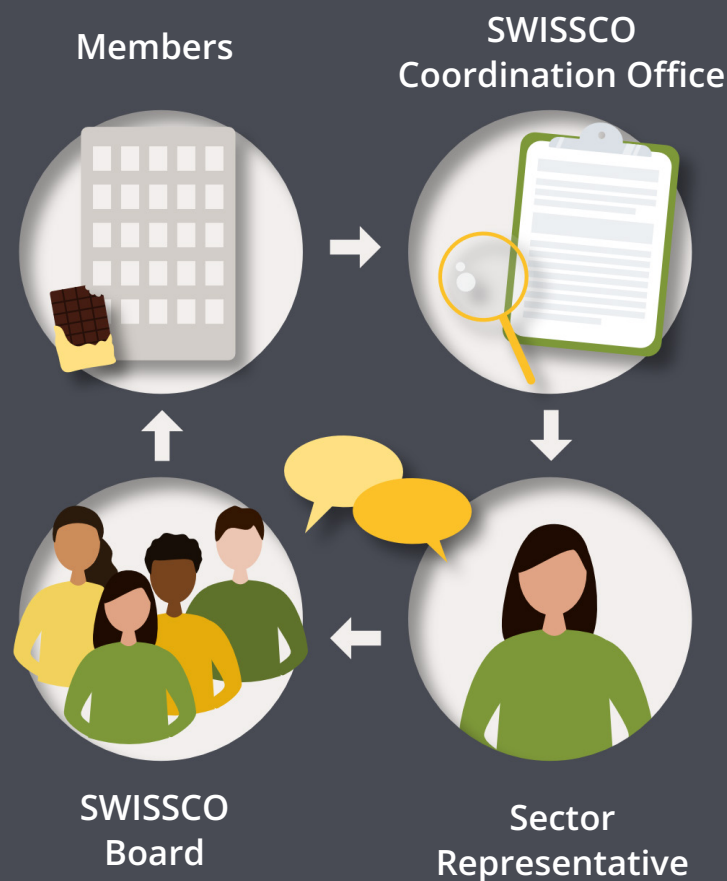 Members
SWISSCO
Coordination Office
SWISSCO
Board
Sector
Representative